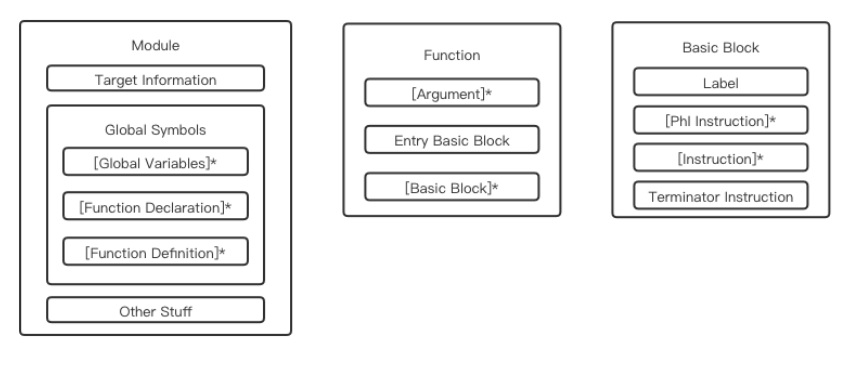 Module
Target Information
Global Symbols
[Global Variables]*
[Function Declaration]*
[Function Definition]*
Other Stuff
Function
[Argument]*
Entry Basic Block
[Basic Block]*
Basic Block
Label
[PhI Instruction]*
[Instruction]*
Terminator Instruction